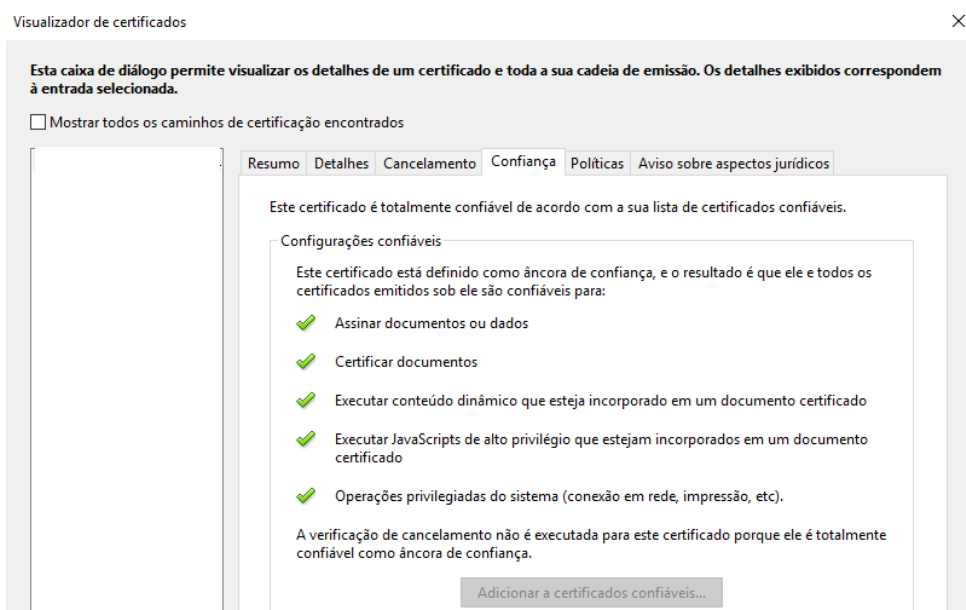 Visualizador de certificados
Esta caixa de diálogo permite visualizar os detalhes de um certificado e toda a sua cadeia de emissão. Os detalhes exibidos correspondem
à entrada selecionada.
Mostrar todos os caminhos de certificação encontrados
Resumo Detalhes Cancelamento Confiança Políticas Aviso sobre aspectos jurídicos
Este certificado é totalmente confiável de acordo com a sua lista de certificados confiáveis.
Configurações confiáveis
Este certificado está definido como âncora de confiança, e o resultado é que ele e todos os
certificados emitidos sob ele são confiáveis para:
Assinar documentos ou dados
Certificar documentos
Executar conteúdo dinâmico que esteja incorporado em um documento certificado
Executar JavaScripts de alto privilégio que estejam incorporados em um documento
certificado
Operações privilegiadas do sistema (conexão em rede, impressão, etc).
A verificação de cancelamento não é executada para este certificado porque ele é totalmente
confiável como âncora de confiança.
Adicionar a certificados confiáveis...